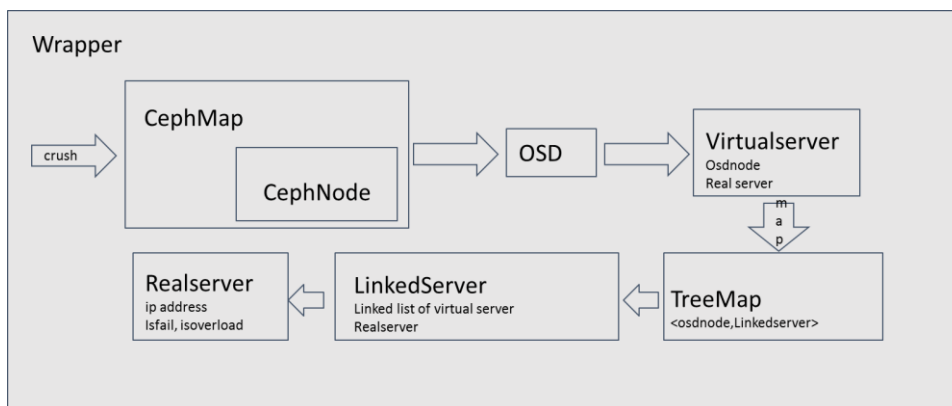 Wrapper
crush
CephMap
CephNode
OSD
Virtualserver
Osdnode
Real server
m
a
p
Realserver
ip address
Isfail, isoverload
LinkedServer
Linked list of virtual server
Realserver
TreeMap
<osdnode,Linkedserver>